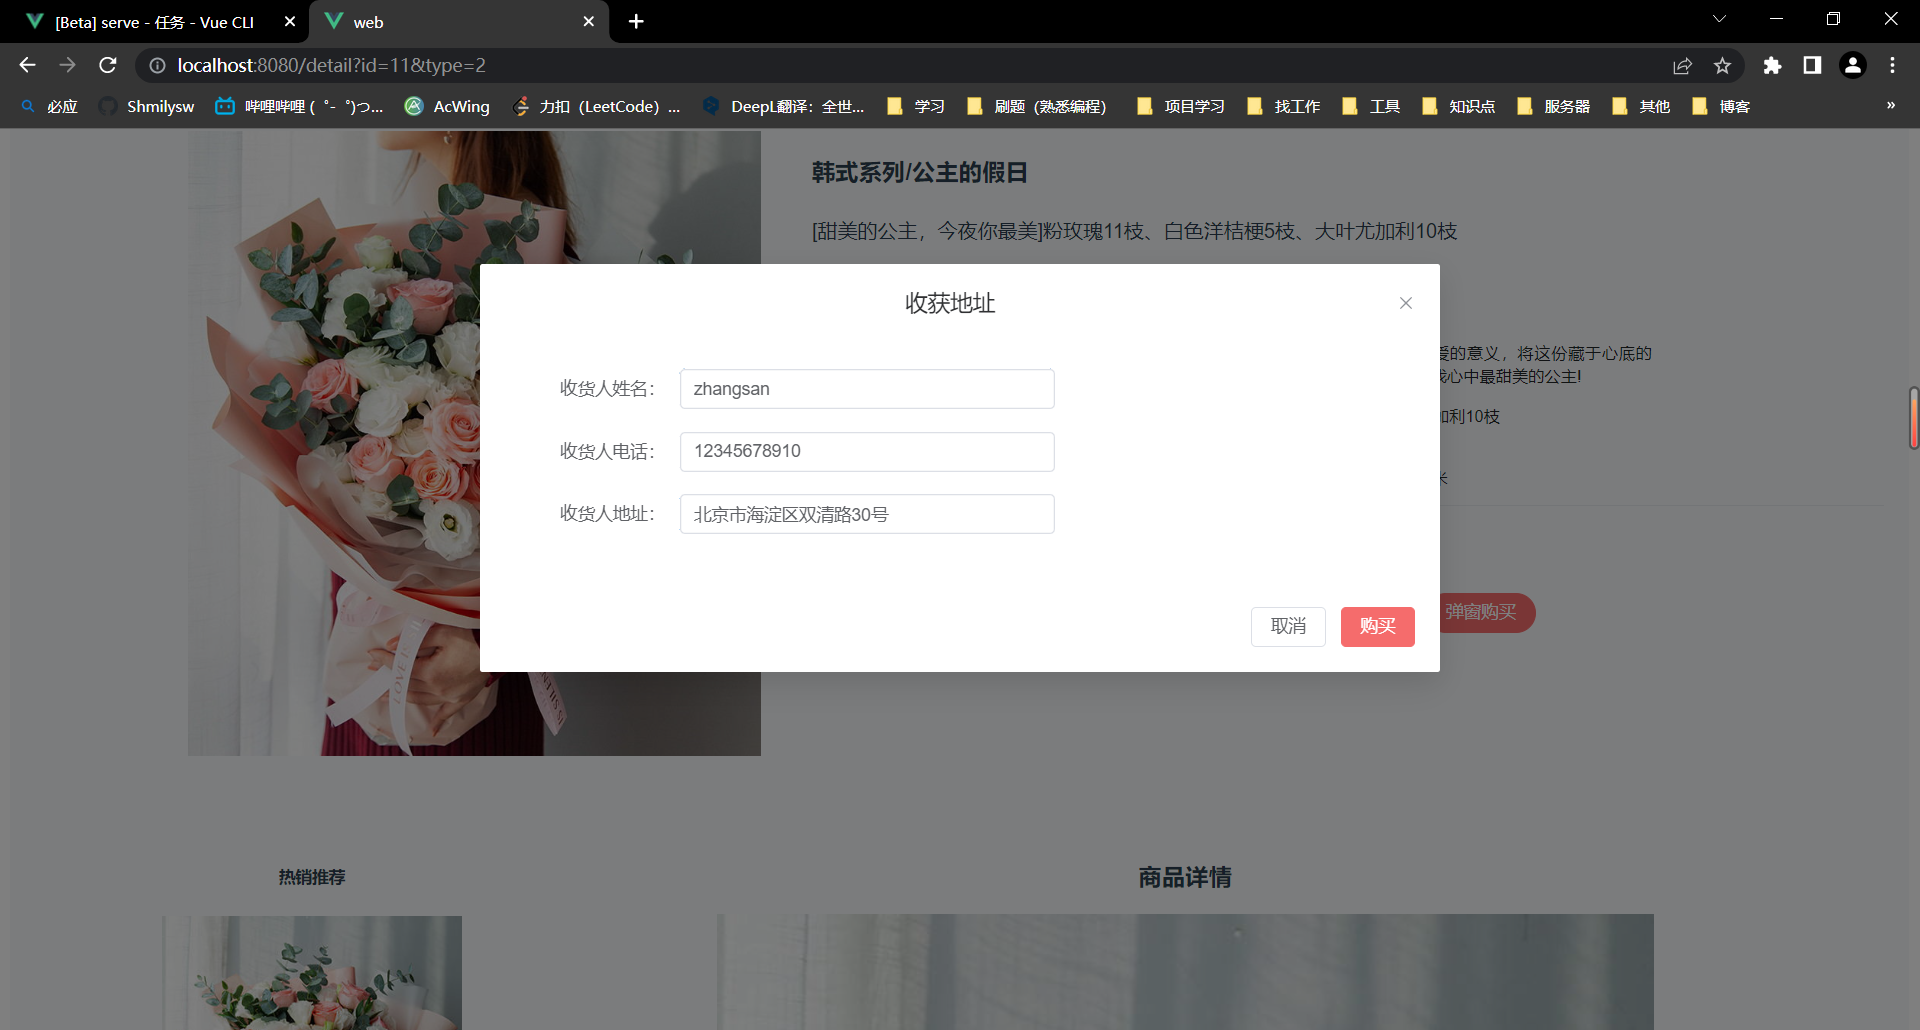 [Beta] serve - 任务 - Vue CLI
web
localhost:8080/detail?id=11&type=2
必应
Shmilysw
哔哩哔哩 (゜-゜)つ...
AcWing
力扣（LeetCode）...
DeepL翻译：全世...
学习
刷题（熟悉编程）
项目学习
找工作
工具
知识点
服务器
其他
博客
»
韩式系列/公主的假日
[甜美的公主，今夜你最美]粉玫瑰11枝、白色洋桔梗5枝、大叶尤加利10枝
收获地址
爱的意义，将这份藏于心底的
我心中最甜美的公主!
收货人姓名：
zhangsan
加利10枝
收货人电话：
12345678910
米
收货人地址：
北京市海淀区双清路30号
弹窗购买
取消
购买
热销推荐
商品详情